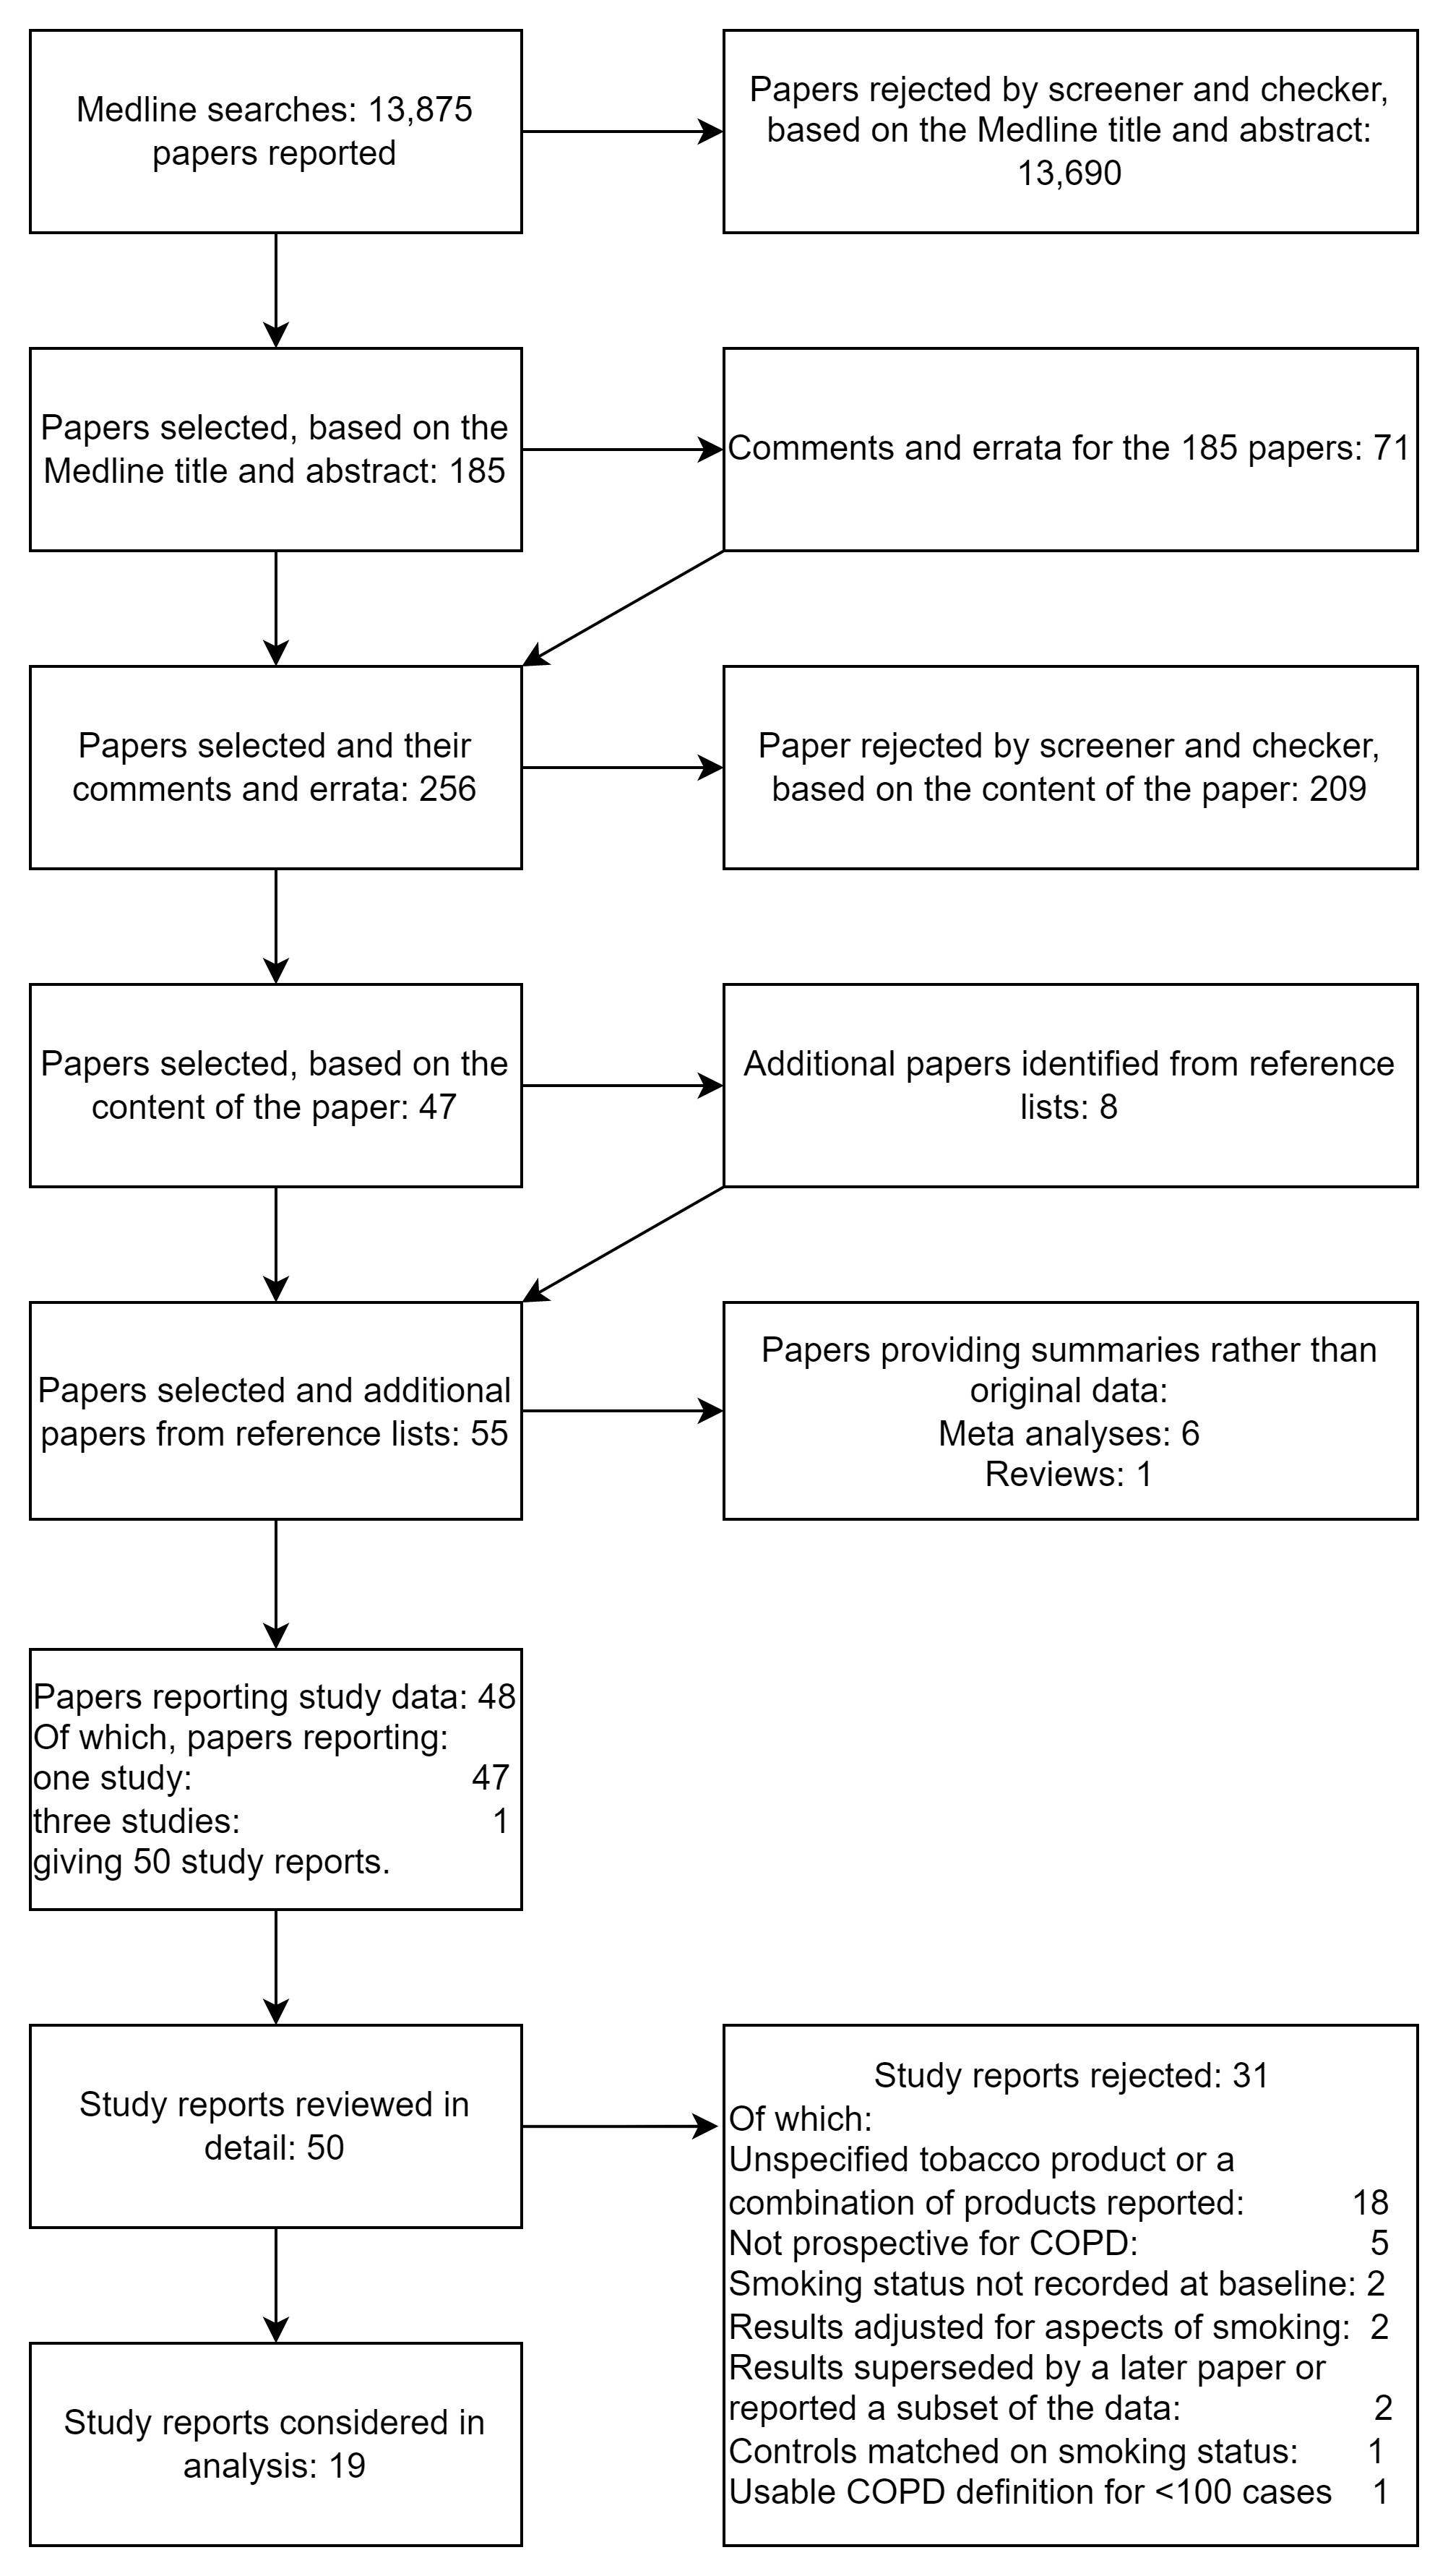 Medline searches: 13,875
papers reported
Papers rejected by screener and checker,
based on the Medline title and abstract:
13,690
Papers selected, based on the
Medline title and abstract: 185
Comments and errata for the 185 papers: 71
Papers selected and their
comments and errata: 256
Paper rejected by screener and checker,
based on the content of the paper: 209
Papers selected, based on the
content of the paper: 47
Additional papers identified from reference
lists: 8
Papers selected and additional
papers from reference lists: 55
Papers providing summaries rather than
original data:
Meta analyses: 6
Reviews: 1
Papers reporting study data: 48
Of which, papers reporting:
one study: 47
three studies: 1
giving 50 study reports.
Study reports reviewed in
detail: 50
Study reports rejected: 31
Of which:
Unspecified tobacco product or a
combination of products reported: 18
Not prospective for COPD: 5
Smoking status not recorded at baseline: 2
Results adjusted for aspects of smoking: 2
Results superseded by a later paper or
reported a subset of the data: 2
Controls matched on smoking status: 1
Usable COPD definition for <100 cases 1
Study reports considered in
analysis: 19